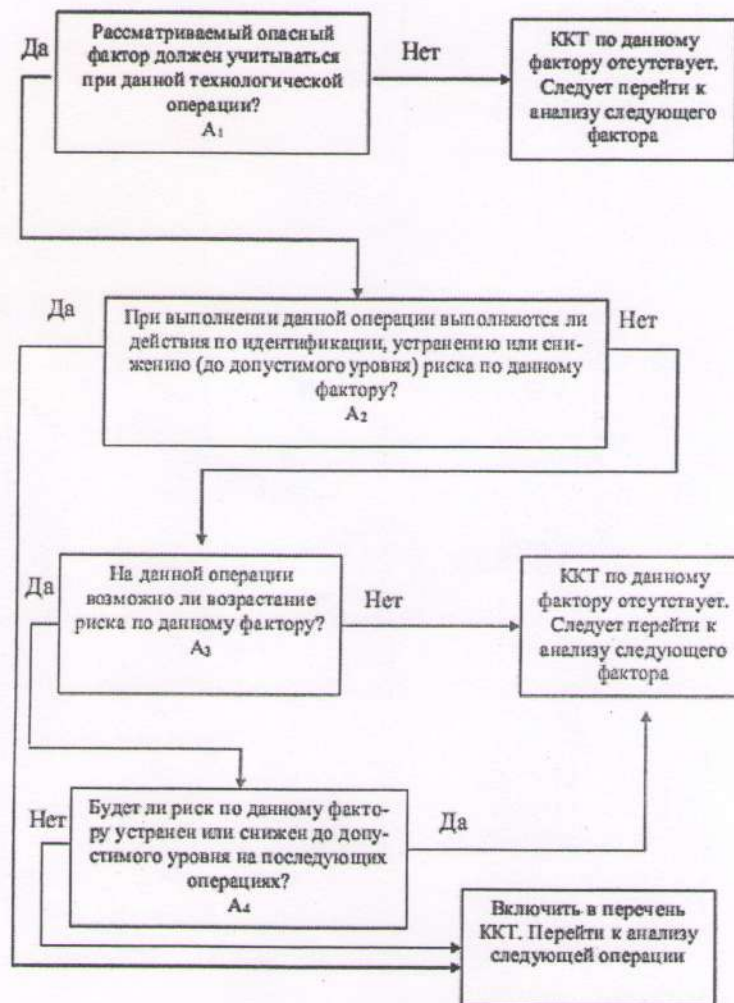 Да
Рассматриваемый опасный
фактор должен учитываться
при данной технологической
операции?
A₁
Нет
ККТ по данному
фактору отсутствует.
Следует перейти к
анализу следующего
фактора
Да
При выполнении данной операции выполняются ли
действия по идентификации, устранению или сни-
жению (до допустимого уровня) риска по данному
фактору?
A₂
Нет
Да
На данной операции
возможно ли возрастание
риска по данному фактору?
A₃
Нет
ККТ по данному
фактору отсутствует.
Следует перейти к
анализу следующего
фактора
Нет
Будет ли риск по данному факто-
ру устранен или снижен до допу-
стимого уровня на последующих
операциях?
A₄
Да
Включить в перечень
ККТ. Перейти к анализу
следующей операции